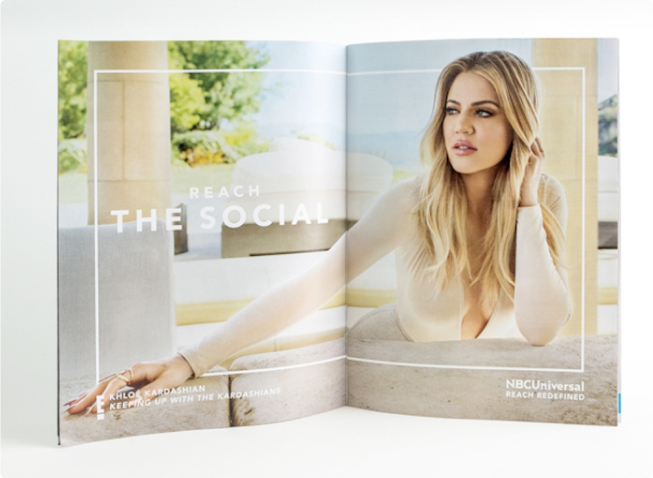 REACH
THE SOCIAL
KHLOÉ KARDASHIAN
KEEPING UP WITH THE KARDASHIANS
E!
NBCUniversal
REACH REDEFINED